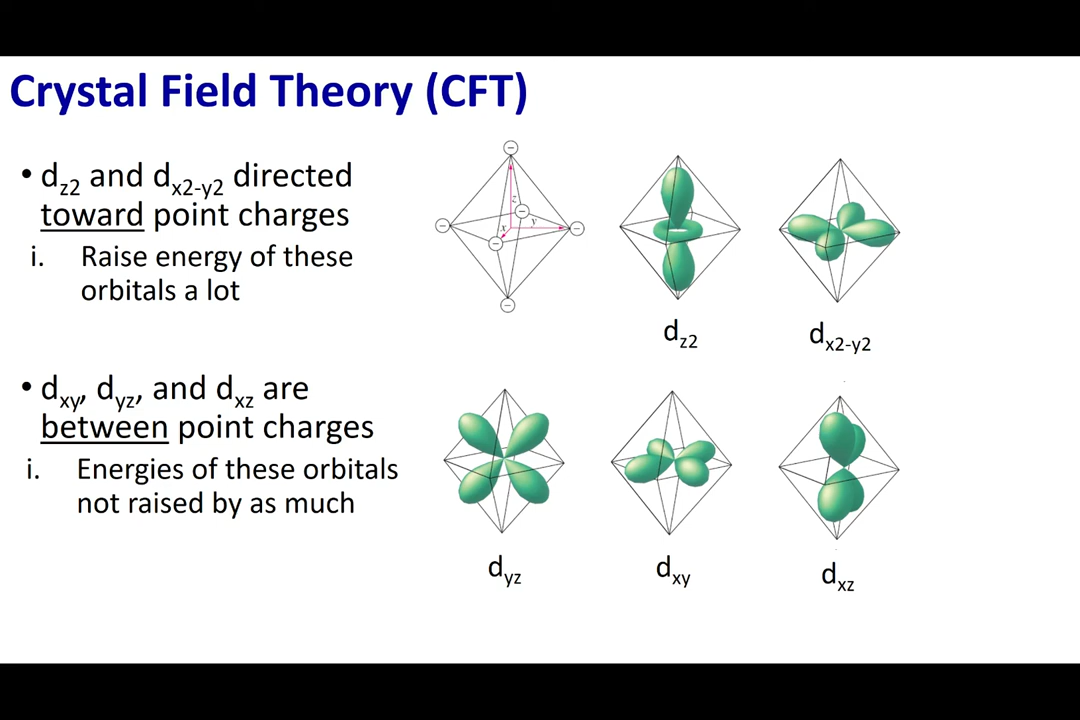 Crystal Field Theory (CFT)
• dz2 and dx2-y2 directed
toward point charges
i. Raise energy of these
orbitals a lot
• dxy, dyz, and dxz are
between point charges
i. Energies of these orbitals
not raised by as much
−
z
−
−
y
−
x
−
−
dz2
dx2-y2
dyz
dxy
dxz